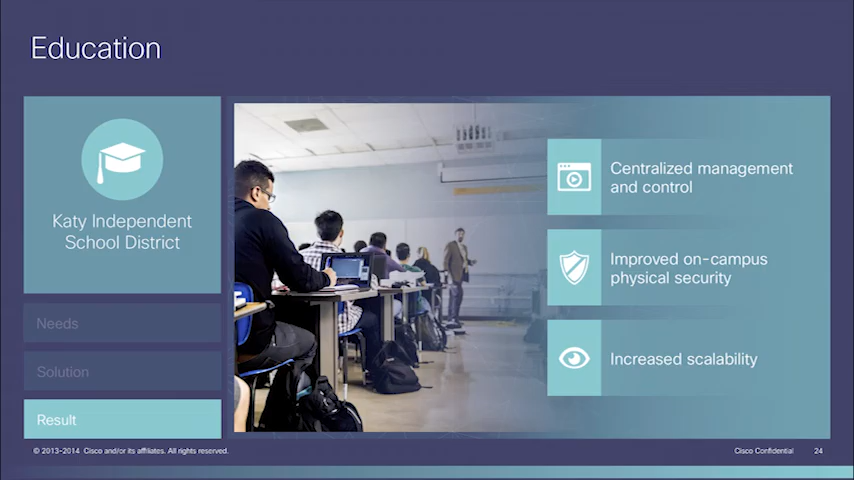 Education
Katy Independent
School District
Needs
Solution
Result
Centralized management
and control
Improved on-campus
physical security
Increased scalability
© 2013-2014 Cisco and/or its affiliates. All rights reserved.
Cisco Confidential 24